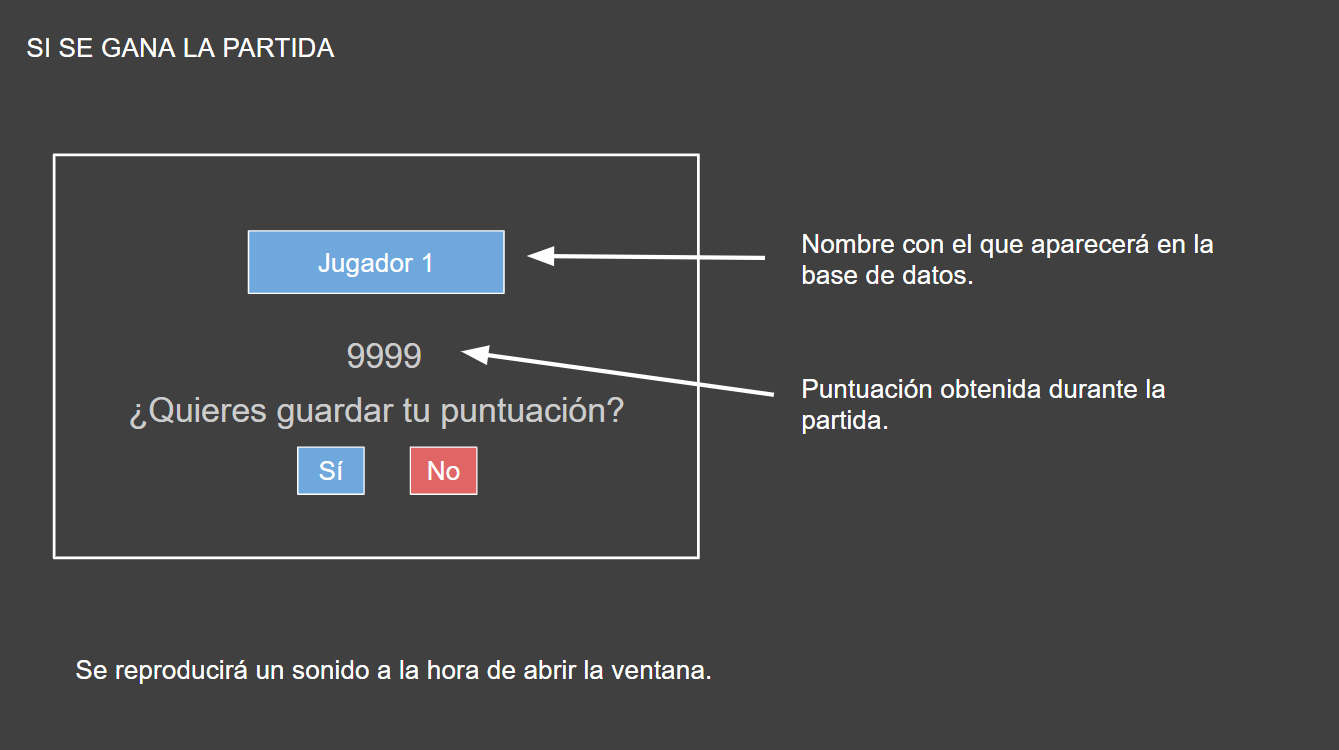 SI SE GANA LA PARTIDA
Jugador 1
Nombre con el que aparecerá en la
base de datos.
9999
¿Quieres guardar tu puntuación?
Puntuación obtenida durante la
partida.
Sí
No
Se reproducirá un sonido a la hora de abrir la ventana.